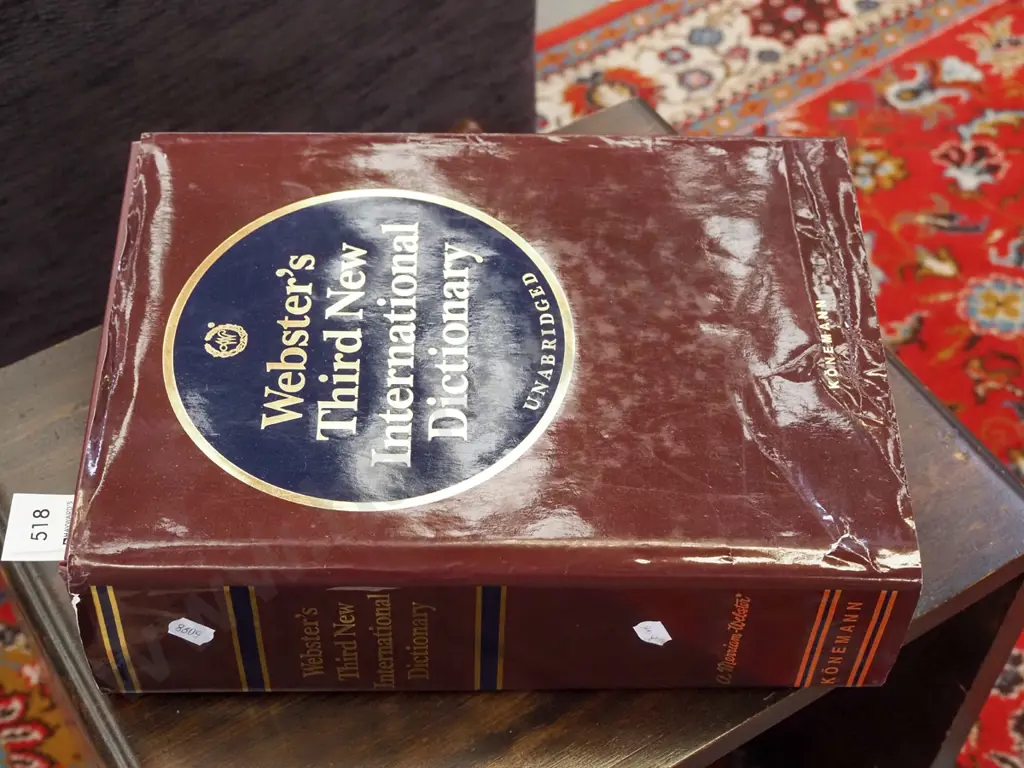 Webster's
Third New
International
Dictionary
UNABRIDGED
KÖNEMANN
518
Webster's
Third New
International
Dictionary
a Merriam-Webster®
KÖNEMANN